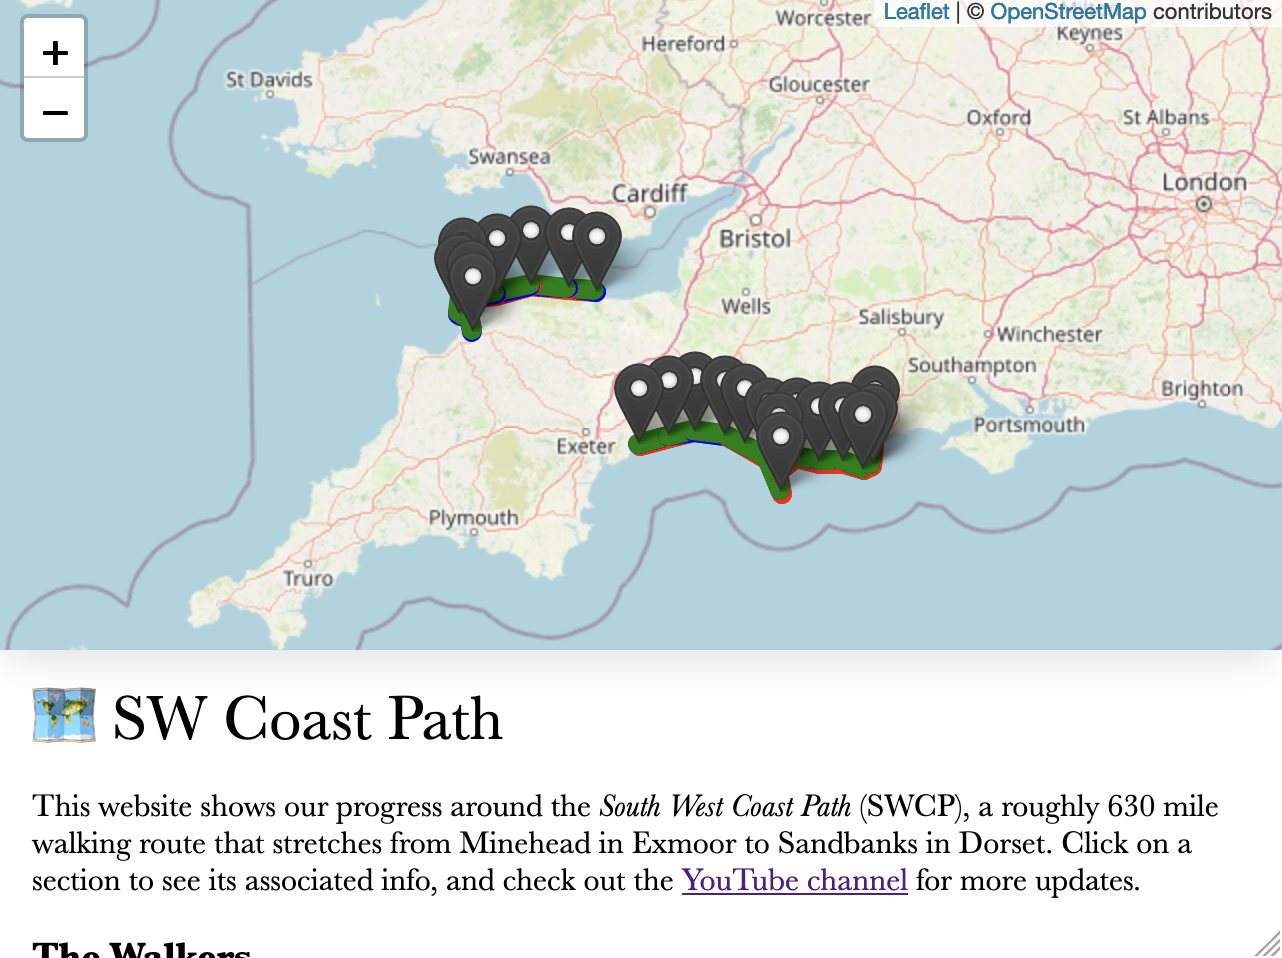 Worcester
Leaflet | © OpenStreetMap contributors
Keynes
Hereford
St Davids
Gloucester
Oxford
St Albans
Swansea
Cardiff
London
Bristol
Wells
Salisbury
Winchester
Southampton
Brighton
Portsmouth
Exeter
Plymouth
Truro
+
−
SW Coast Path
This website shows our progress around the South West Coast Path (SWCP), a roughly 630 mile
walking route that stretches from Minehead in Exmoor to Sandbanks in Dorset. Click on a
section to see its associated info, and check out the YouTube channel for more updates.
The Walkers